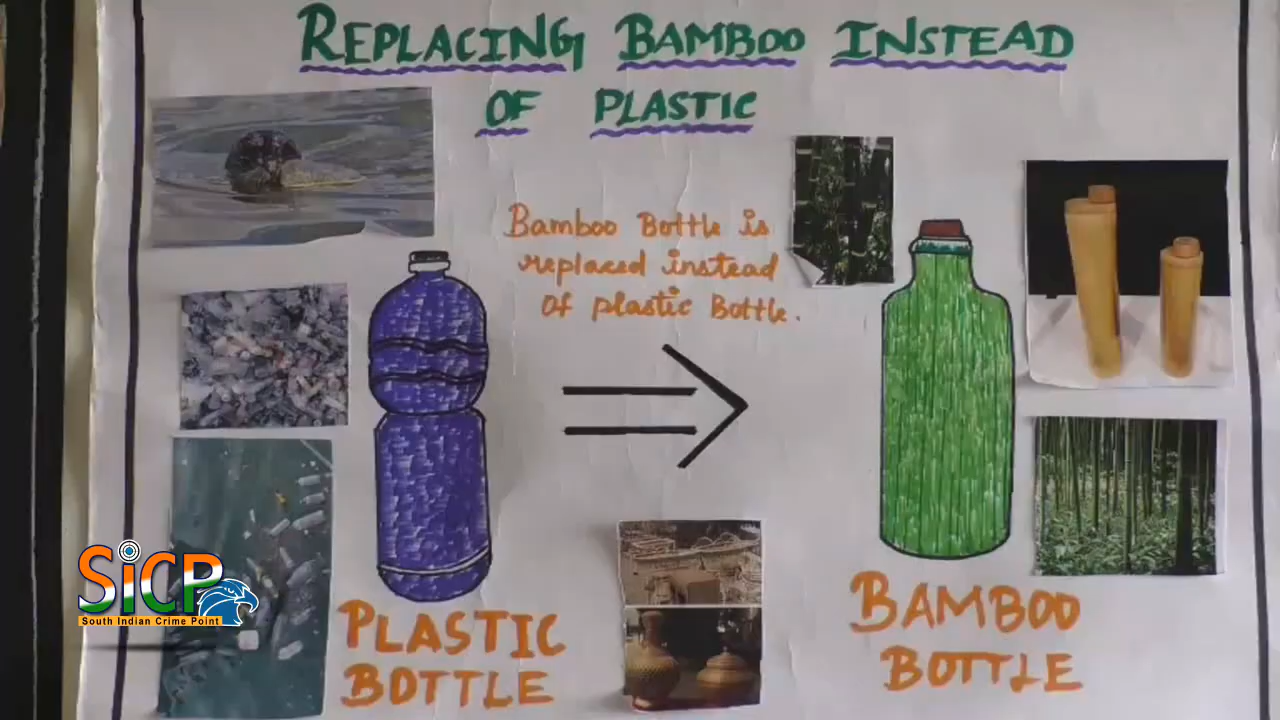 REPLACING BAMBOO INSTEAD
OF PLASTIC
Bamboo Bottle is
replaced instead
of plastic Bottle.
PLASTIC
BOTTLE
BAMBOO
BOTTLE
SiCP
South Indian Crime Point